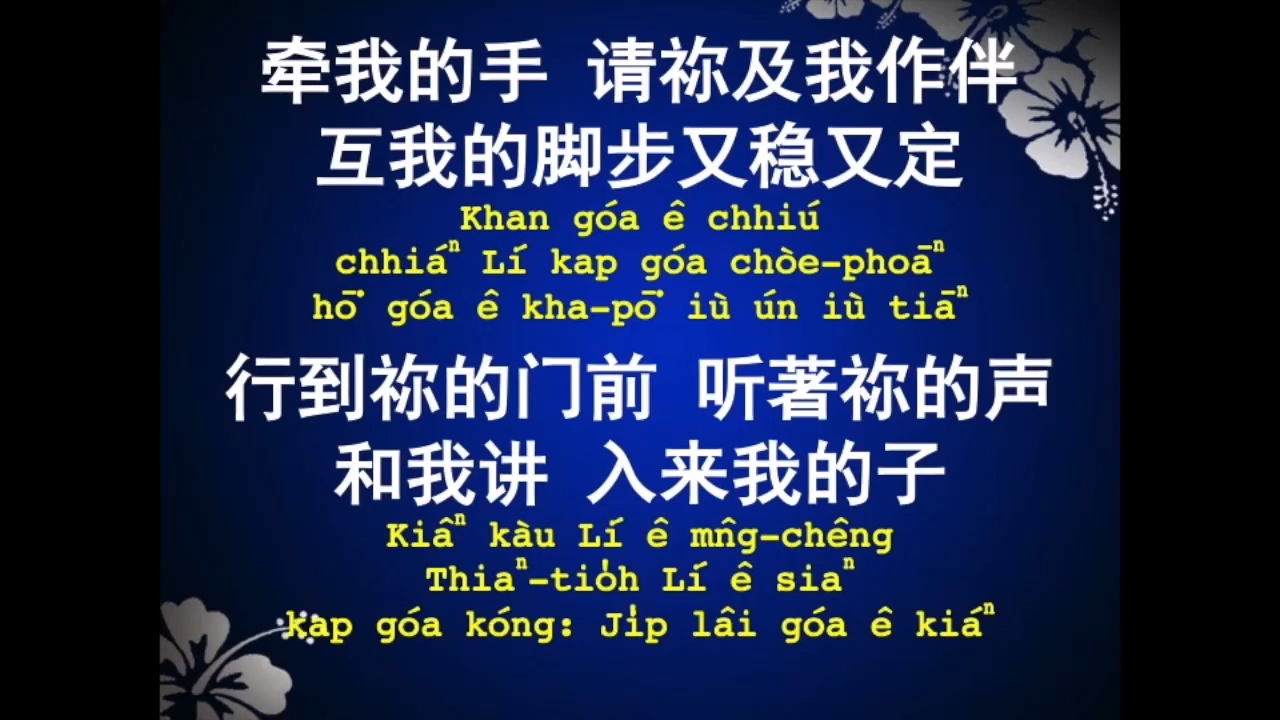 牵我的手 请祢及我作伴
互我的脚步又稳又定
Khan góa ê chhiú
chhiáⁿ Lí kap góa chòe-phoāⁿ
hō͘ góa ê kha-pō͘ iù ún iù tiāⁿ
行到祢的门前 听著祢的声
和我讲 入来我的子
Kiâⁿ kàu Lí ê mn̂g-chêng
Thiaⁿ-tio̍h Lí ê siaⁿ
kap góa kóng: Ji̍p lâi góa ê kiáⁿ